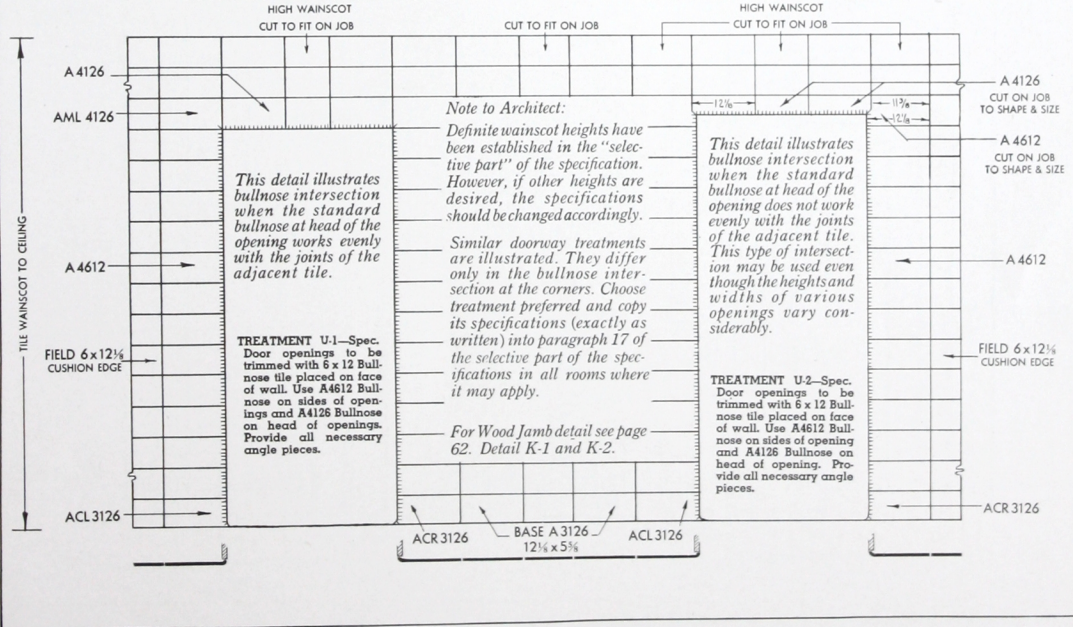 HIGH WAINSCOT
CUT TO FIT ON JOB
CUT TO FIT ON JOB
HIGH WAINSCOT
CUT TO FIT ON JOB
A 4126
AML 4126
A 4612
FIELD 6 x 12⅛
CUSHION EDGE
ACL 3126
TILE WAINSCOT TO CEILING
This detail illustrates
bullnose intersection
when the standard
bullnose at head of the
opening works evenly
with the joints of the
adjacent tile.
TREATMENT U-1—Spec.
Door openings to be
trimmed with 6 x 12 Bull-
nose tile placed on face
of wall. Use A4612 Bull-
nose on sides of open-
ings and A4126 Bullnose
on head of openings.
Provide all necessary
angle pieces.
Note to Architect:
Definite wainscot heights have
been established in the "selec-
tive part" of the specification.
However, if other heights are
desired, the specifications
should be changed accordingly.
Similar doorway treatments
are illustrated. They differ
only in the bullnose inter-
section at the corners. Choose
treatment preferred and copy
its specifications (exactly as
written) into paragraph 17 of
the selective part of the spec-
ifications in all rooms where
it may apply.
For Wood Jamb detail see page
62. Detail K-1 and K-2.
ACR 3126
BASE A 3126
12⅛ x 5⅝
ACL 3126
12⅛
11⅜
12⅛
This detail illustrates
bullnose intersection
when the standard
bullnose at head of the
opening does not work
evenly with the joints
of the adjacent tile.
This type of intersect-
ion may be used even
though the heights and
widths of various
openings vary con-
siderably.
TREATMENT U-2—Spec.
Door openings to be
trimmed with 6 x 12 Bull-
nose tile placed on face
of wall. Use A4612 Bull-
nose on sides of opening
and A4126 Bullnose on
head of opening. Pro-
vide all necessary angle
pieces.
A 4126
CUT ON JOB
TO SHAPE & SIZE
A 4612
CUT ON JOB
TO SHAPE & SIZE
A 4612
FIELD 6 x 12⅛
CUSHION EDGE
ACR 3126